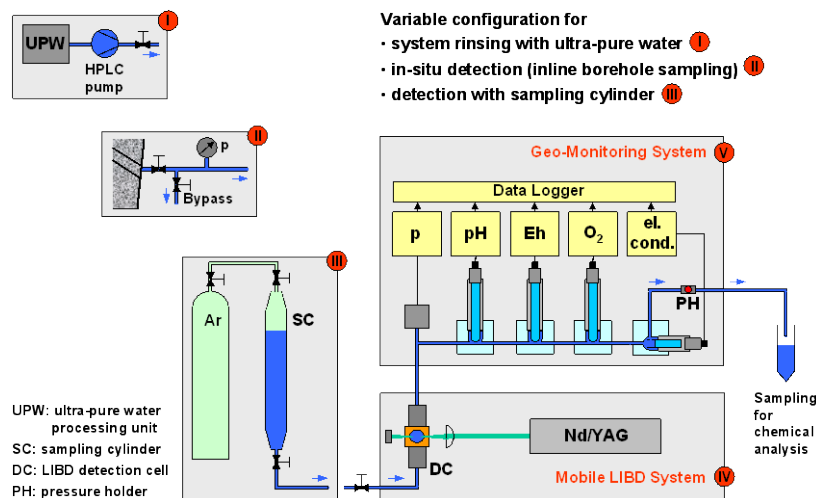 I
UPW
HPLC
pump
Variable configuration for
· system rinsing with ultra-pure water I
· in-situ detection (inline borehole sampling) II
· detection with sampling cylinder III
II
p
Bypass
Geo-Monitoring System V
Data Logger
p
pH
Eh
O₂
el.
cond.
PH
III
Ar
SC
Sampling
for
chemical
analysis
UPW: ultra-pure water
processing unit
SC: sampling cylinder
DC: LIBD detection cell
PH: pressure holder
Nd/YAG
DC
Mobile LIBD System IV